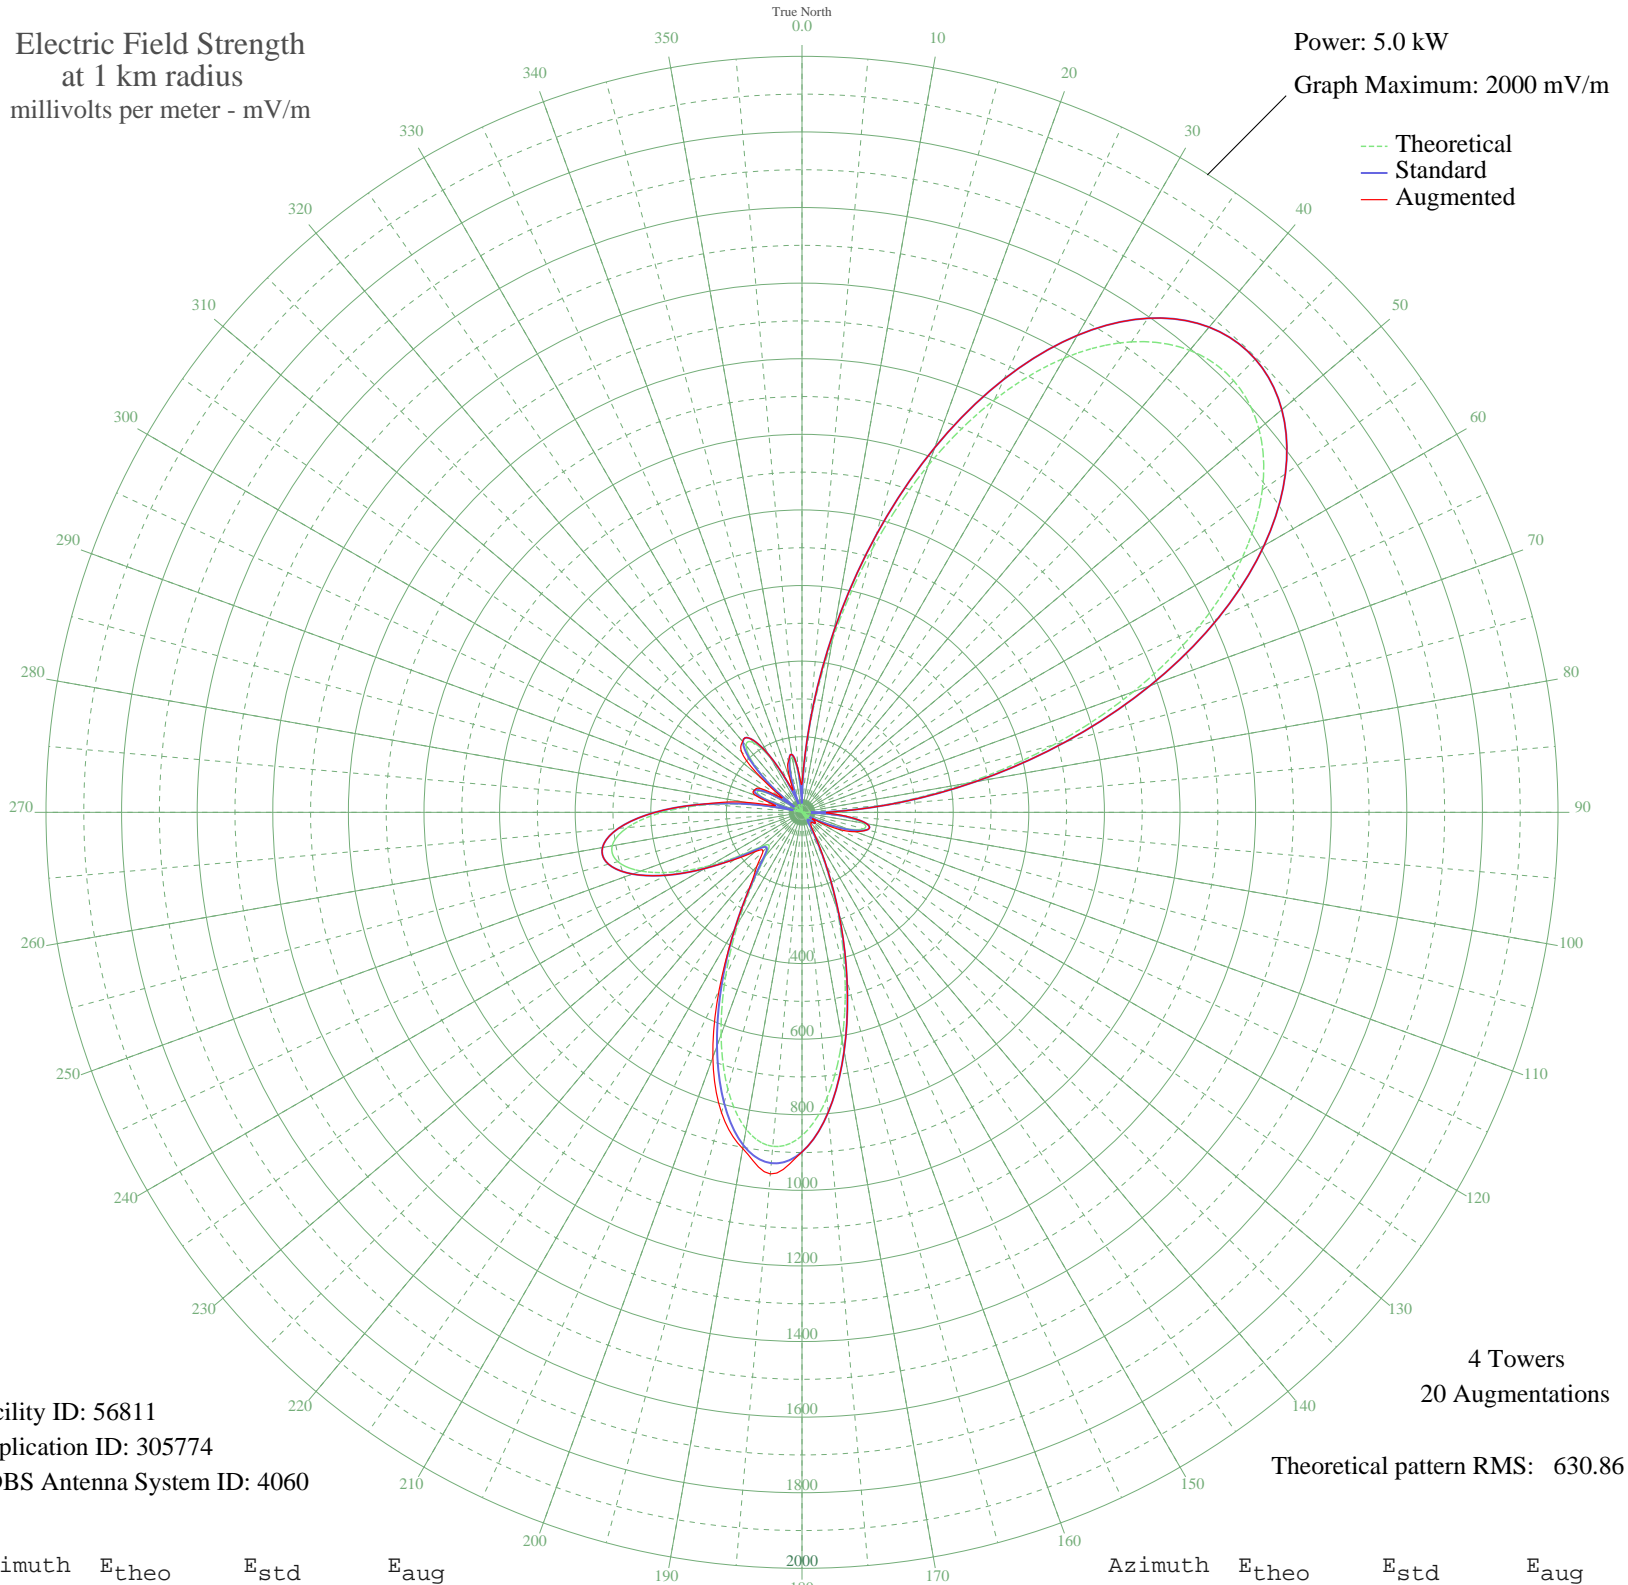 True North
0.0
Electric Field Strength
at 1 km radius
millivolts per meter - mV/m
Power: 5.0 kW
Graph Maximum: 2000 mV/m
Theoretical
Standard
Augmented
10
20
30
40
50
60
70
80
90
100
110
120
130
140
150
160
170
180
190
200
210
220
230
240
250
260
270
280
290
300
310
320
330
340
350
400
600
800
1000
1200
1400
1600
1800
2000
4 Towers
20 Augmentations
Theoretical pattern RMS: 630.86
cility ID: 56811
plication ID: 305774
DBS Antenna System ID: 4060
imuth Etheo Estd Eaug
Azimuth Etheo Estd Eaug